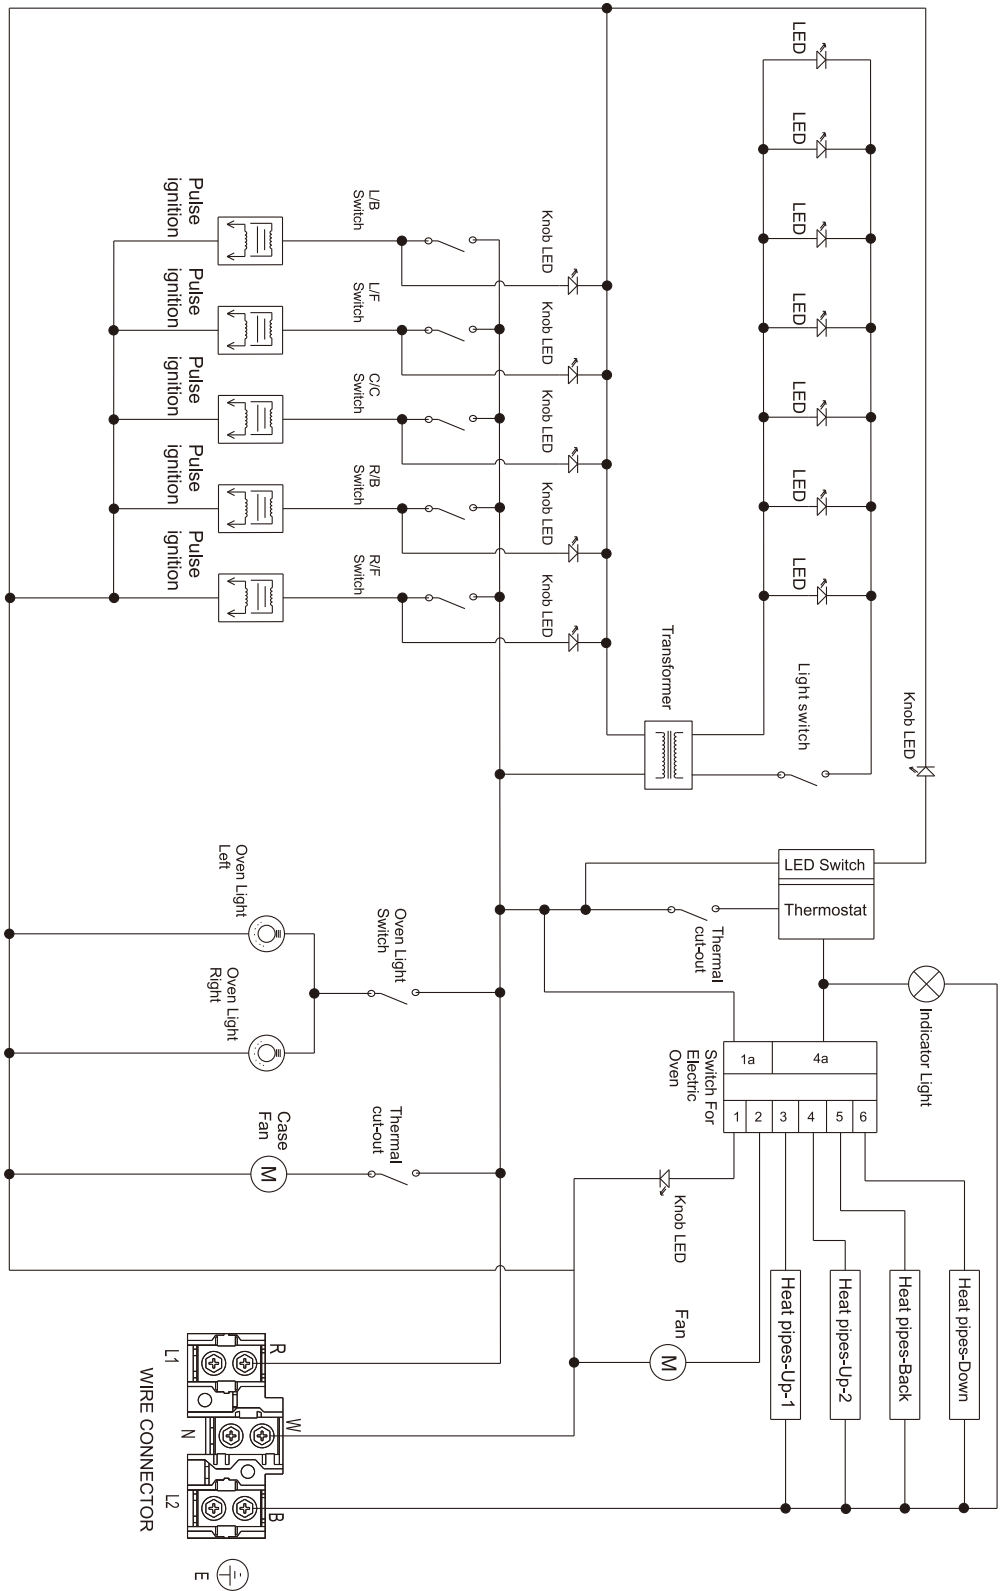 LED
LED
LED
LED
LED
LED
LED
Light switch
Knob LED
Transformer
Knob LED
Knob LED
Knob LED
Knob LED
Knob LED
L/B
Switch
L/F
Switch
C/C
Switch
R/B
Switch
R/F
Switch
Pulse
ignition
Pulse
ignition
Pulse
ignition
Pulse
ignition
Pulse
ignition
LED Switch
Thermostat
Thermal
cut-out
Indicator Light
Oven Light
Left
Oven Light
Switch
Oven Light
Right
Switch For
Electric
Oven
1a
4a
1
2
3
4
5
6
Thermal
cut-out
Case
Fan
M
Knob LED
Fan
M
Heat pipes-Up-1
Heat pipes-Up-2
Heat pipes-Back
Heat pipes-Down
R
W
B
L1
N
L2
WIRE CONNECTOR
E